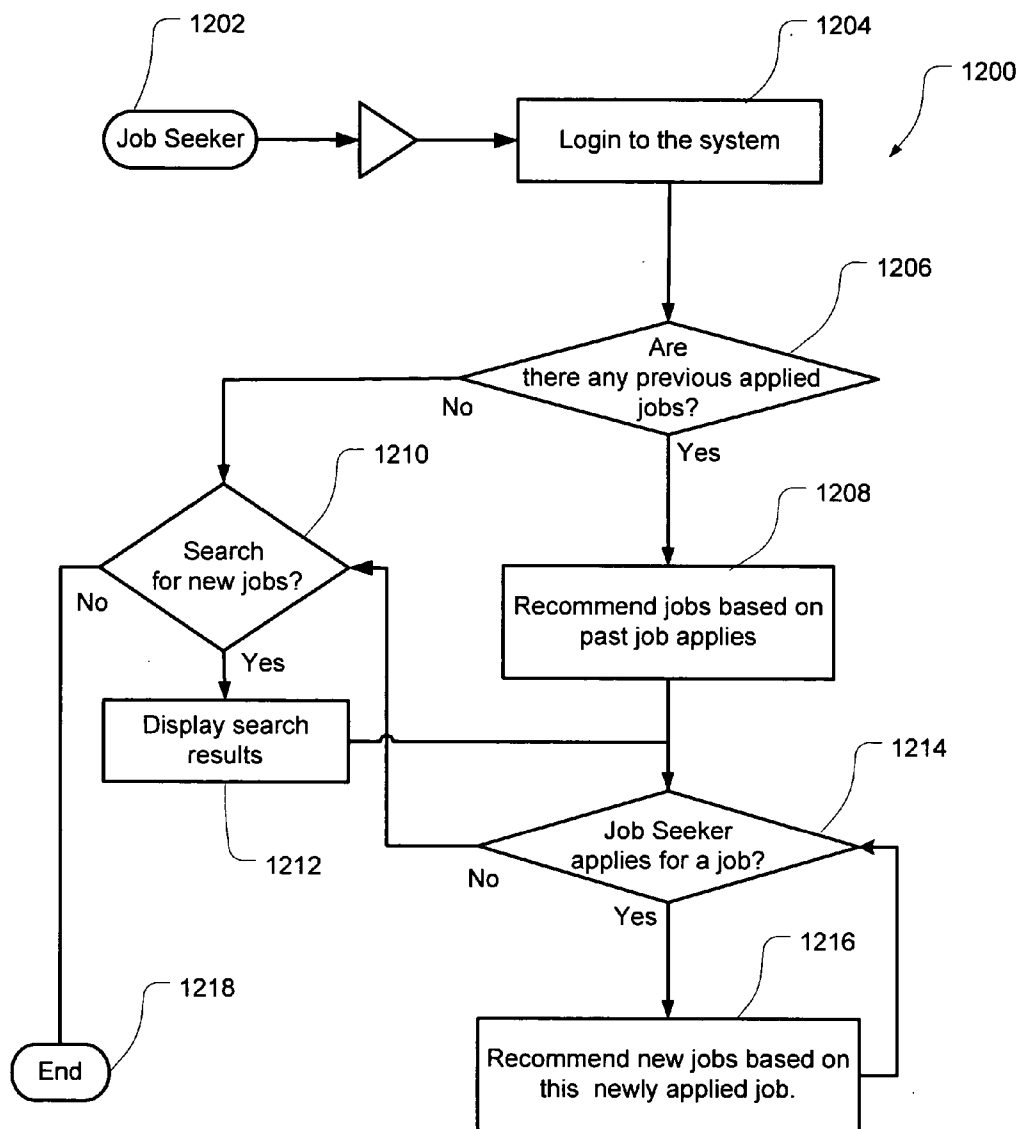 1202
1204
1200
Job Seeker
Login to the system
1206
Are
there any previous applied
jobs?
No
Yes
1210
1208
Search
for new jobs?
No
Yes
Recommend jobs based on
past job applies
Display search
results
1214
1212
Job Seeker
applies for a job?
No
Yes
1216
1218
End
Recommend new jobs based on
this newly applied job.